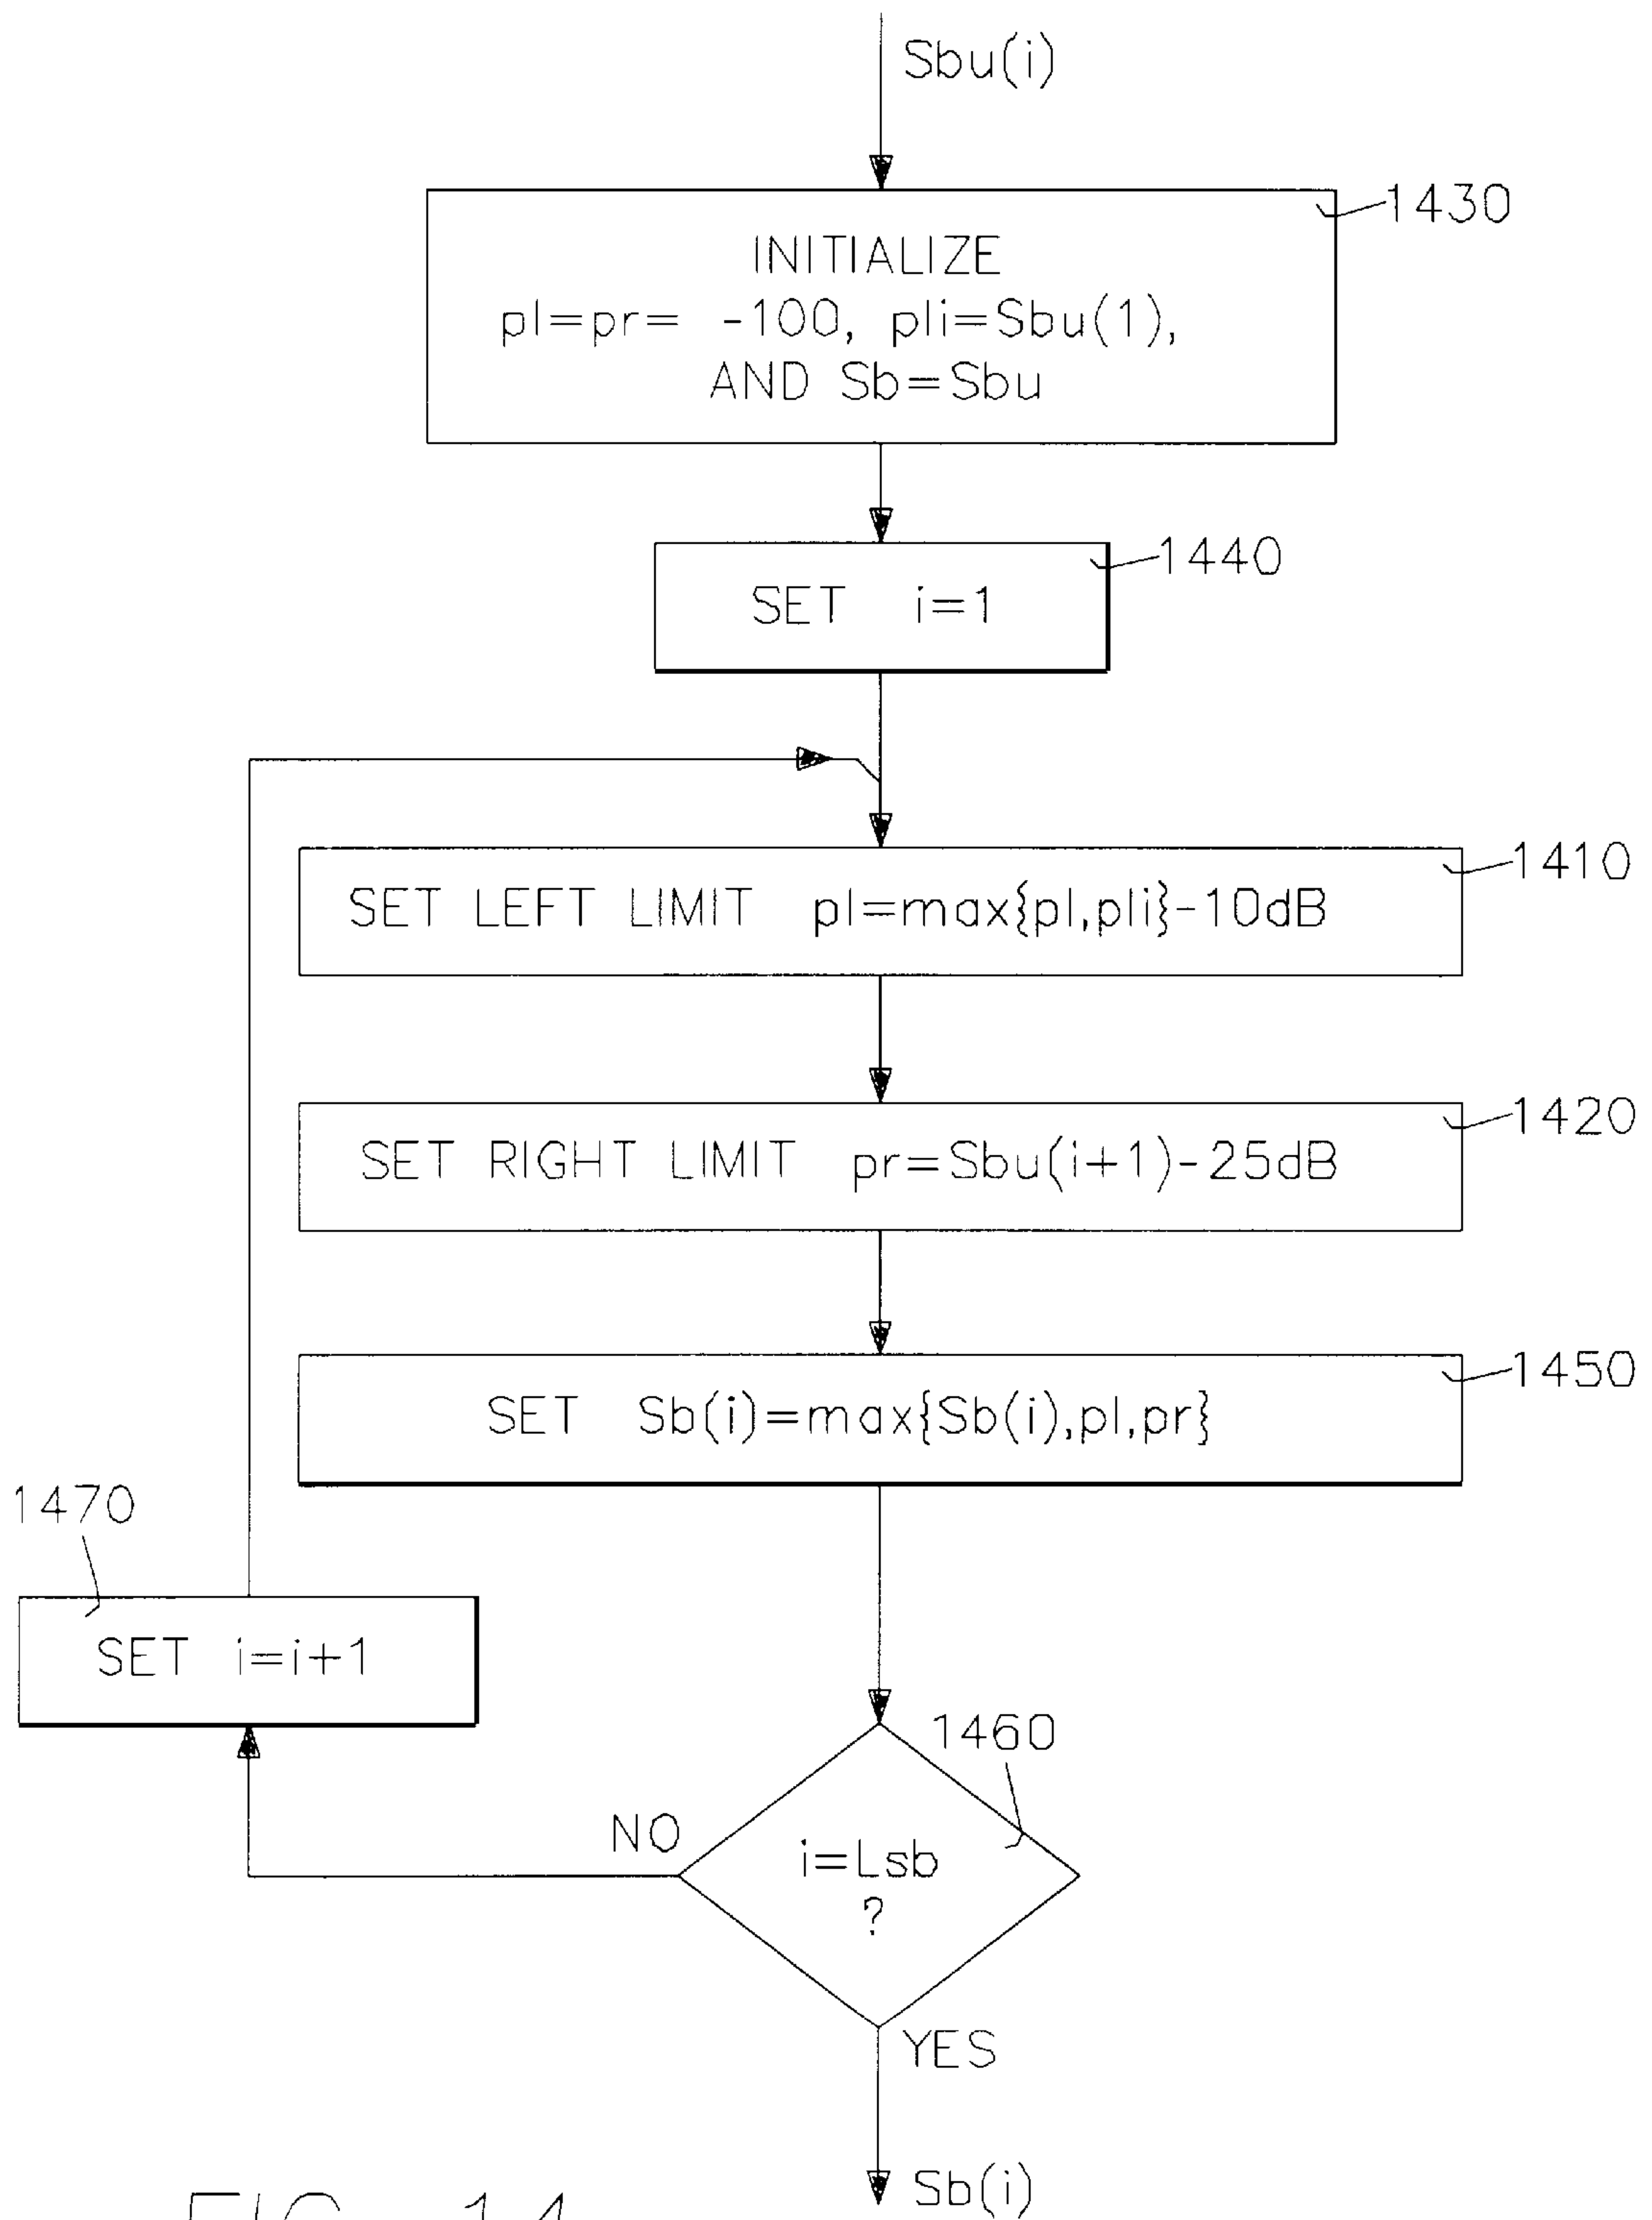 Sbu(i)
1430
INITIALIZE
pl=pr= -100, pli=Sbu(1),
AND Sb=Sbu
1440
SET i=1
1410
SET LEFT LIMIT pl=max{pl,pli}-10dB
1420
SET RIGHT LIMIT pr=Sbu(i+1)-25dB
1450
SET Sb(i)=max{Sb(i),pl,pr}
1470
SET i=i+1
1460
NO
i=Lsb
?
YES
Sb(i)
FIG. 14